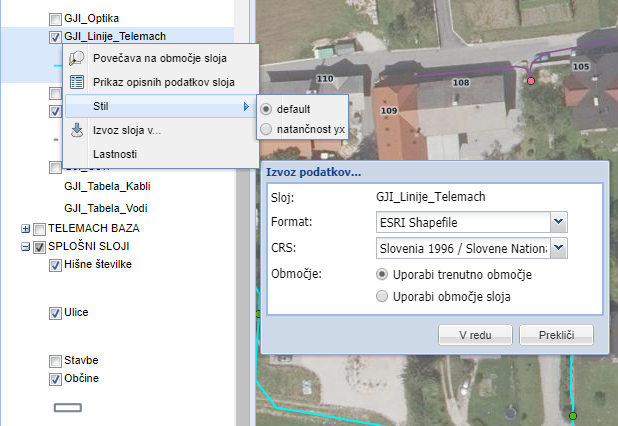 GJI_Optika
GJI_Linije_Telemach
Povečava na območje sloja
Prikaz opisnih podatkov sloja
Stil
Izvoz sloja v...
Lastnosti
default
natančnost yx
GJI_Tabela_Kabli
GJI_Tabela_Vodi
TELEMACH BAZA
SPLOŠNI SLOJI
Hišne številke
Ulice
Stavbe
Občine
110
109
108
105
Izvoz podatkov...
Sloj: GJI_Linije_Telemach
Format: ESRI Shapefile
CRS: Slovenia 1996 / Slovene Nationa
Območje: Uporabi trenutno območje
Uporabi območje sloja
V redu
Prekliči